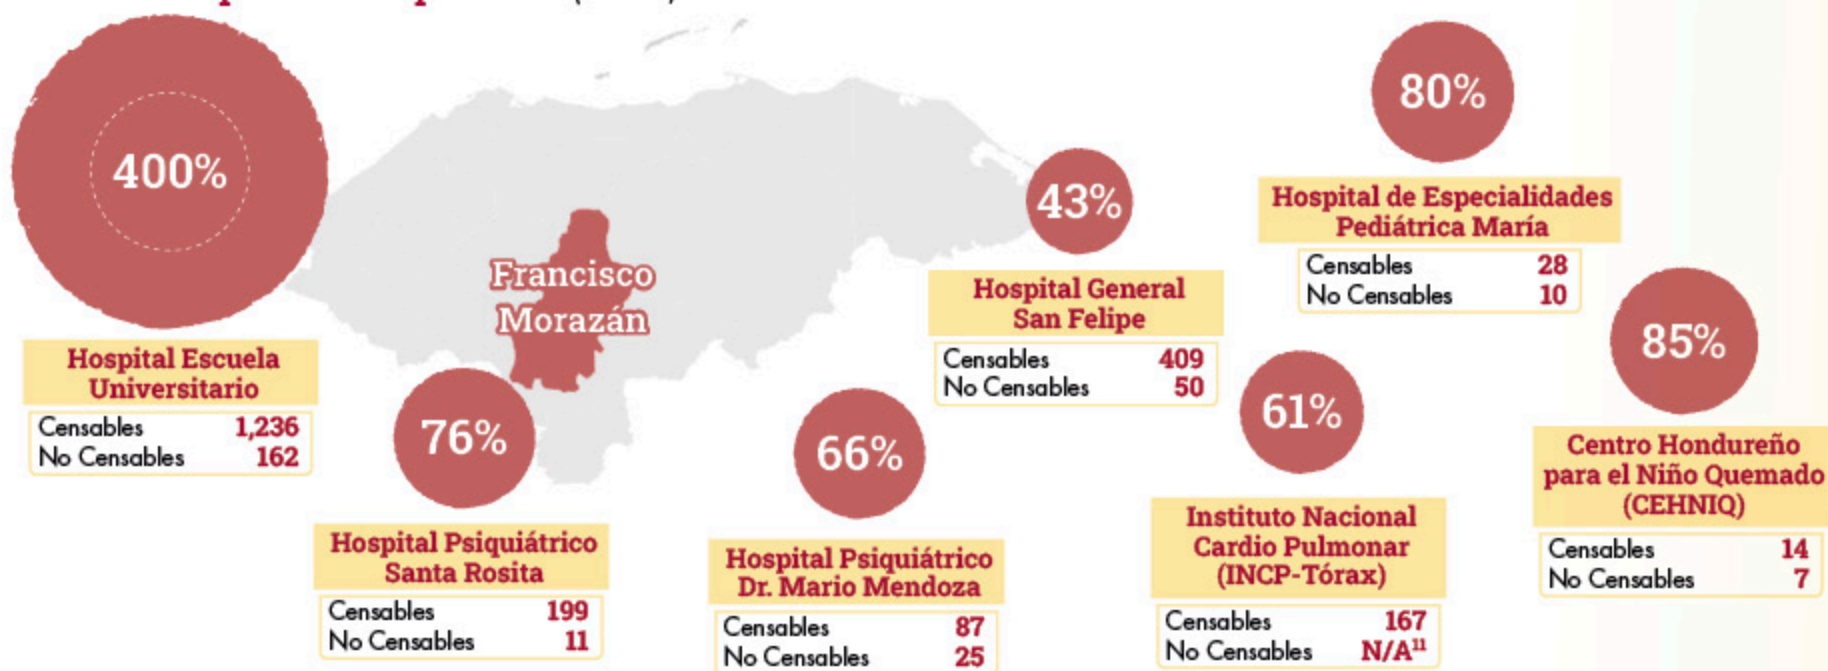 400%
Hospital Escuela
Universitario
Censables 1,236
No Censables 162
Francisco
Morazán
76%
Hospital Psiquiátrico
Santa Rosita
Censables 199
No Censables 11
66%
Hospital Psiquiátrico
Dr. Mario Mendoza
Censables 87
No Censables 25
43%
Hospital General
San Felipe
Censables 409
No Censables 50
61%
Instituto Nacional
Cardio Pulmonar
(INCP-Tórax)
Censables 167
No Censables N/A¹¹
80%
Hospital de Especialidades
Pediátrica María
Censables 28
No Censables 10
85%
Centro Hondureño
para el Niño Quemado
(CEHNIQ)
Censables 14
No Censables 7